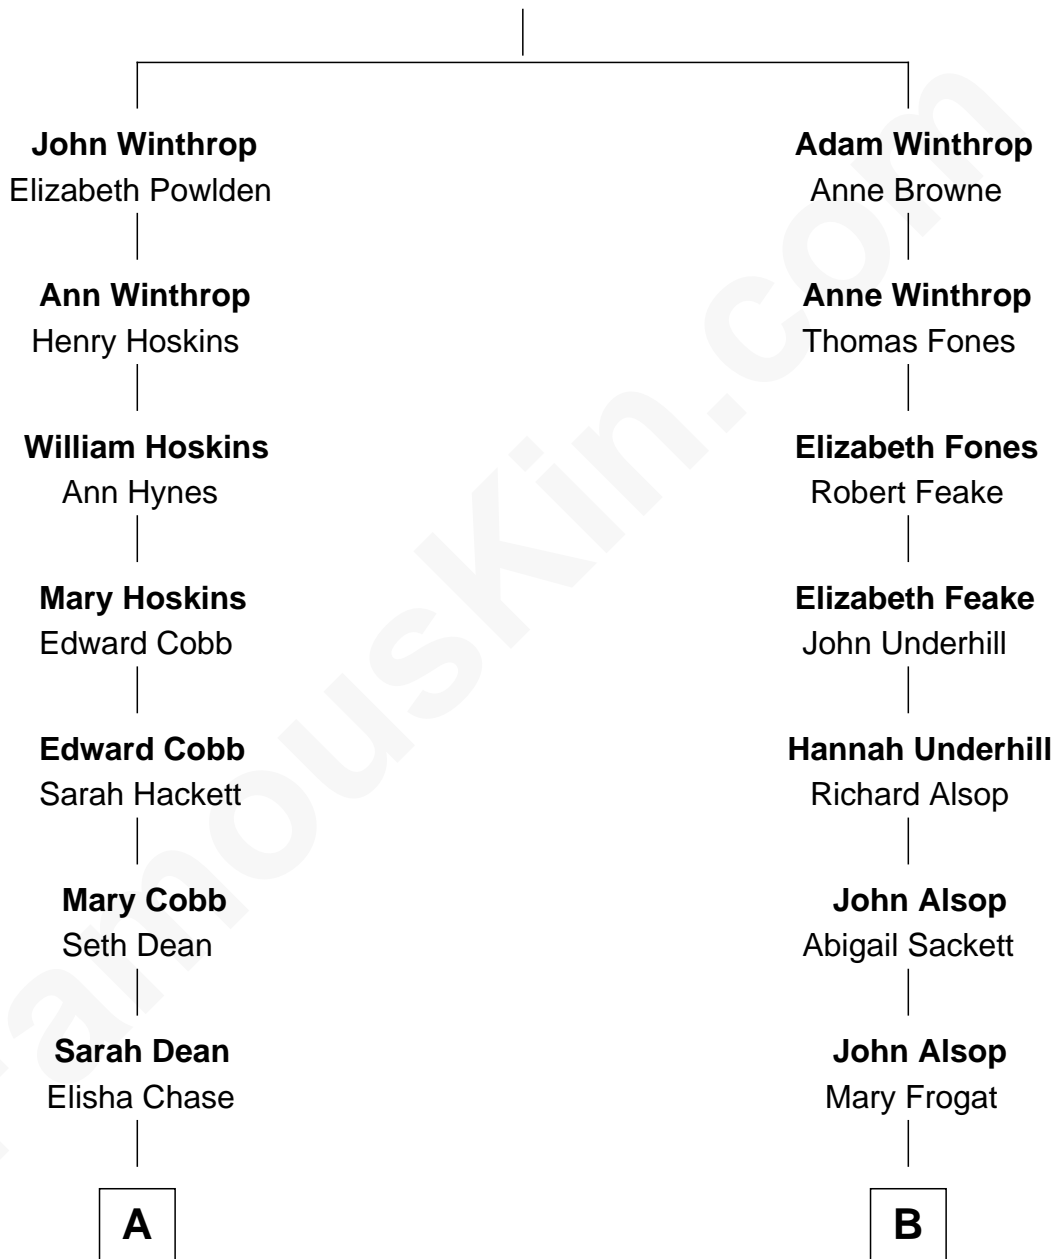 John Winthrop
Elizabeth Powlden
Ann Winthrop
Henry Hoskins
William Hoskins
Ann Hynes
Mary Hoskins
Edward Cobb
Edward Cobb
Sarah Hackett
Mary Cobb
Seth Dean
Sarah Dean
Elisha Chase
A
Adam Winthrop
Anne Browne
Anne Winthrop
Thomas Fones
Elizabeth Fones
Robert Feake
Elizabeth Feake
John Underhill
Hannah Underhill
Richard Alsop
John Alsop
Abigail Sackett
John Alsop
Mary Frogat
B
FamousKin.com